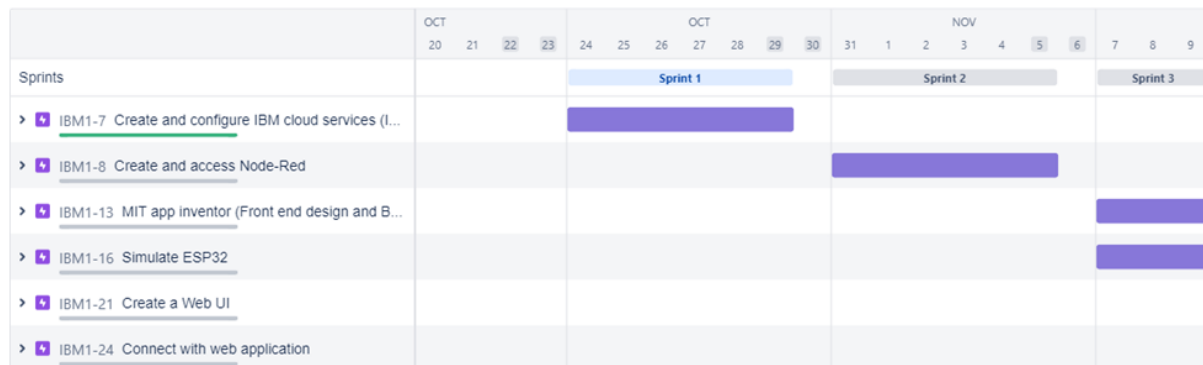 OCT OCT NOV
20 21 22 23 24 25 26 27 28 29 30 31 1 2 3 4 5 6 7 8 9
Sprints Sprint 1 Sprint 2 Sprint 3
IBM1-7 Create and configure IBM cloud services (I...
IBM1-8 Create and access Node-Red
IBM1-13 MIT app inventor (Front end design and B...
IBM1-16 Simulate ESP32
IBM1-21 Create a Web UI
IBM1-24 Connect with web application